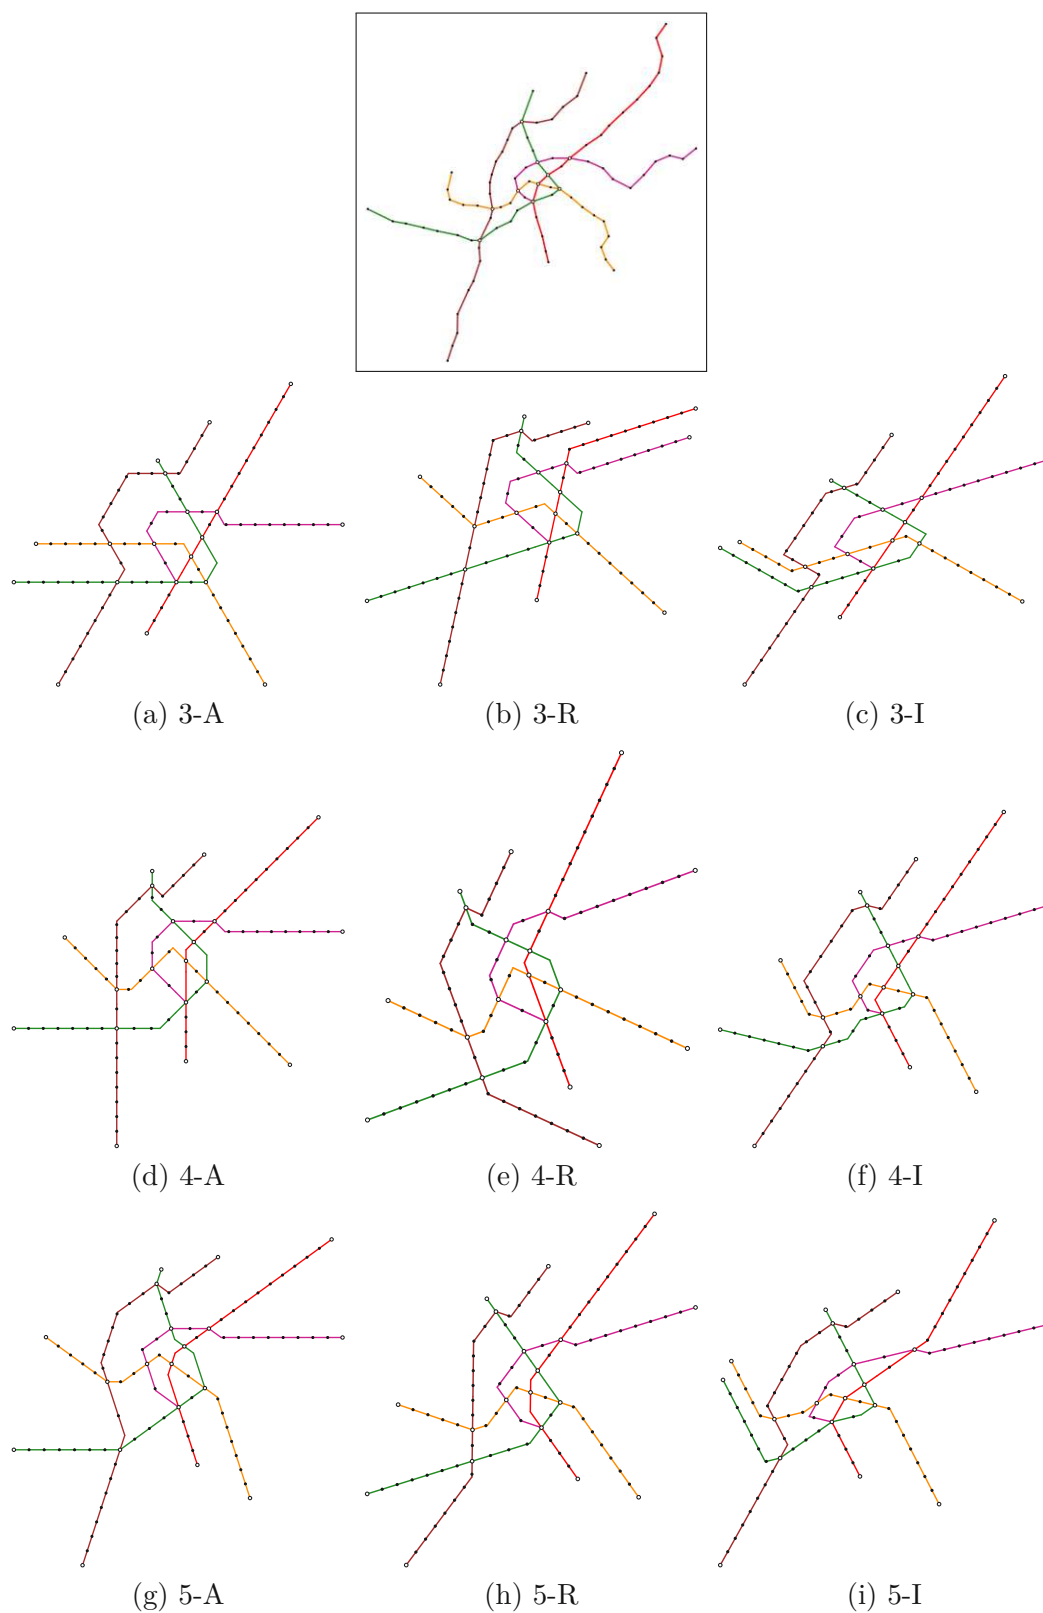 (a) 3-A
(b) 3-R
(c) 3-I
(d) 4-A
(e) 4-R
(f) 4-I
(g) 5-A
(h) 5-R
(i) 5-I